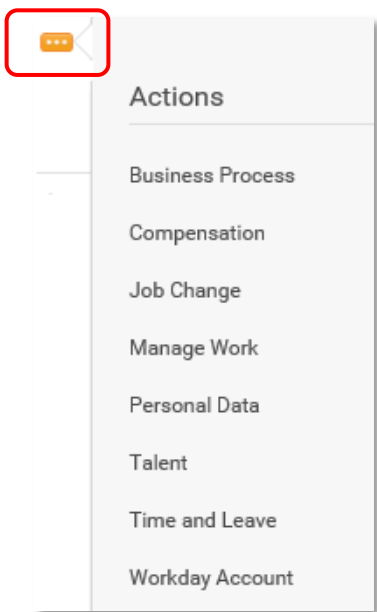 Actions
Business Process
Compensation
Job Change
Manage Work
Personal Data
Talent
Time and Leave
Workday Account